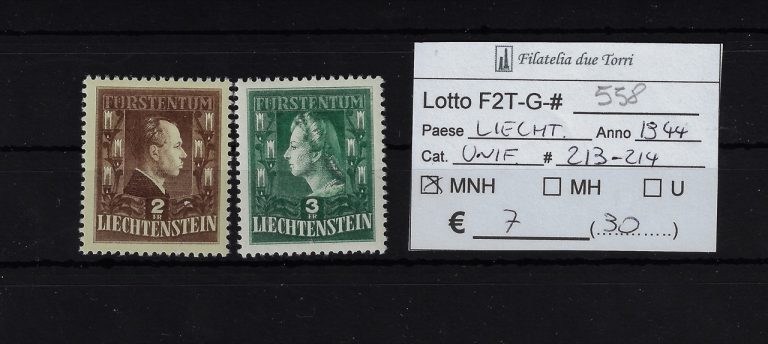 FÜRSTENTUM
2
FR
LIECHTENSTEIN
FÜRSTENTUM
3
FR
LIECHTENSTEIN
Filatelia due Torri
Lotto F2T-G-# 558
Paese LIECHT. Anno 1944
Cat. UNIF. # 213-214
☒ MNH ☐ MH ☐ U
€ 7 (30............)